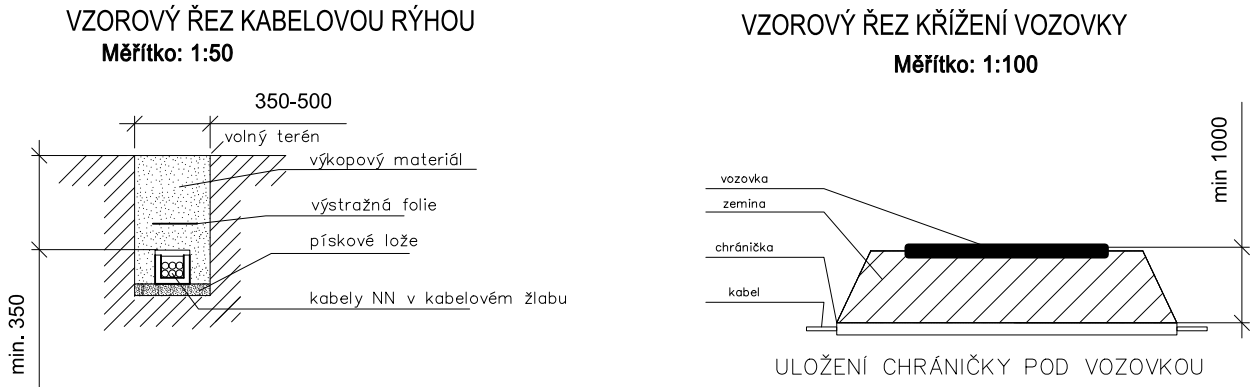 VZOROVÝ ŘEZ KABELOVOU RÝHOU
Měřítko: 1:50
350-500
volný terén
výkopový materiál
výstražná folie
pískové lože
kabely NN v kabelovém žlabu
min. 350
VZOROVÝ ŘEZ KŘÍŽENÍ VOZOVKY
Měřítko: 1:100
min 1000
vozovka
zemina
chránička
kabel
ULOŽENÍ CHRÁNIČKY POD VOZOVKOU